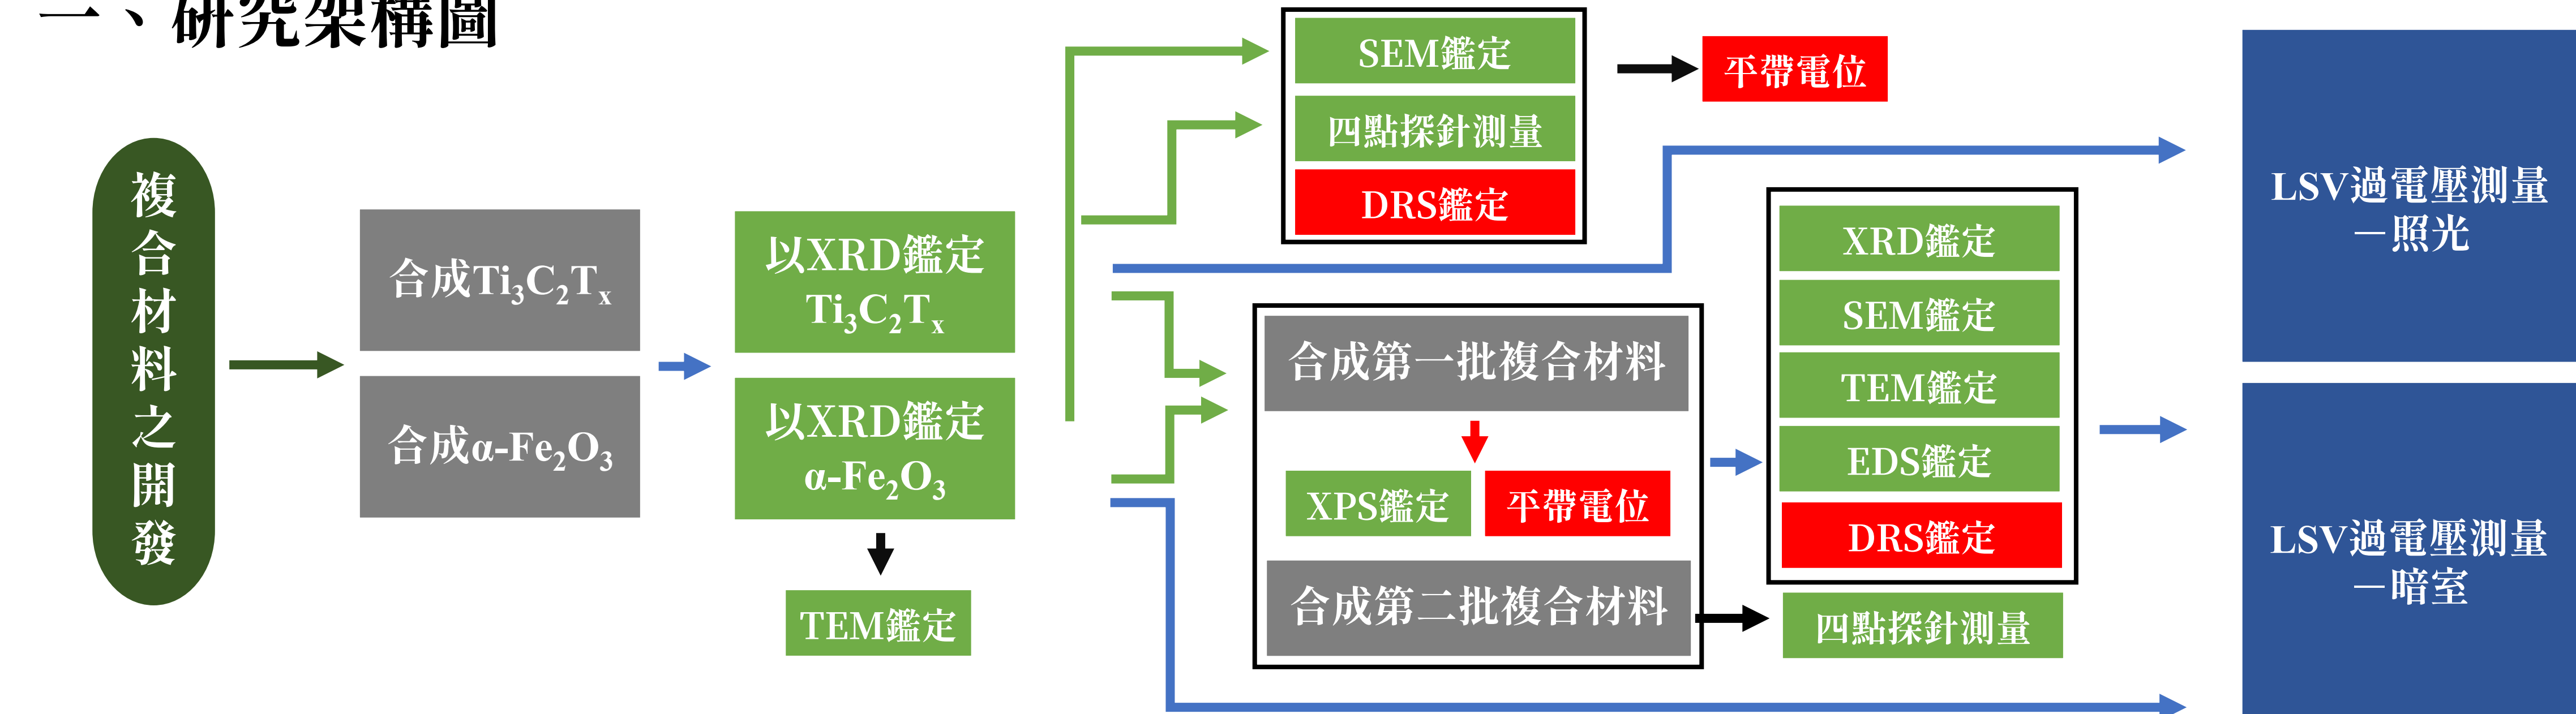 一、研究架構圖
複合材料之開發
合成Ti₃C₂Tₓ
合成α-Fe₂O₃
以XRD鑑定
Ti₃C₂Tₓ
以XRD鑑定
α-Fe₂O₃
TEM鑑定
SEM鑑定
四點探針測量
DRS鑑定
平帶電位
合成第一批複合材料
XPS鑑定
平帶電位
合成第二批複合材料
XRD鑑定
SEM鑑定
TEM鑑定
EDS鑑定
DRS鑑定
四點探針測量
LSV過電壓測量
－照光
LSV過電壓測量
－暗室